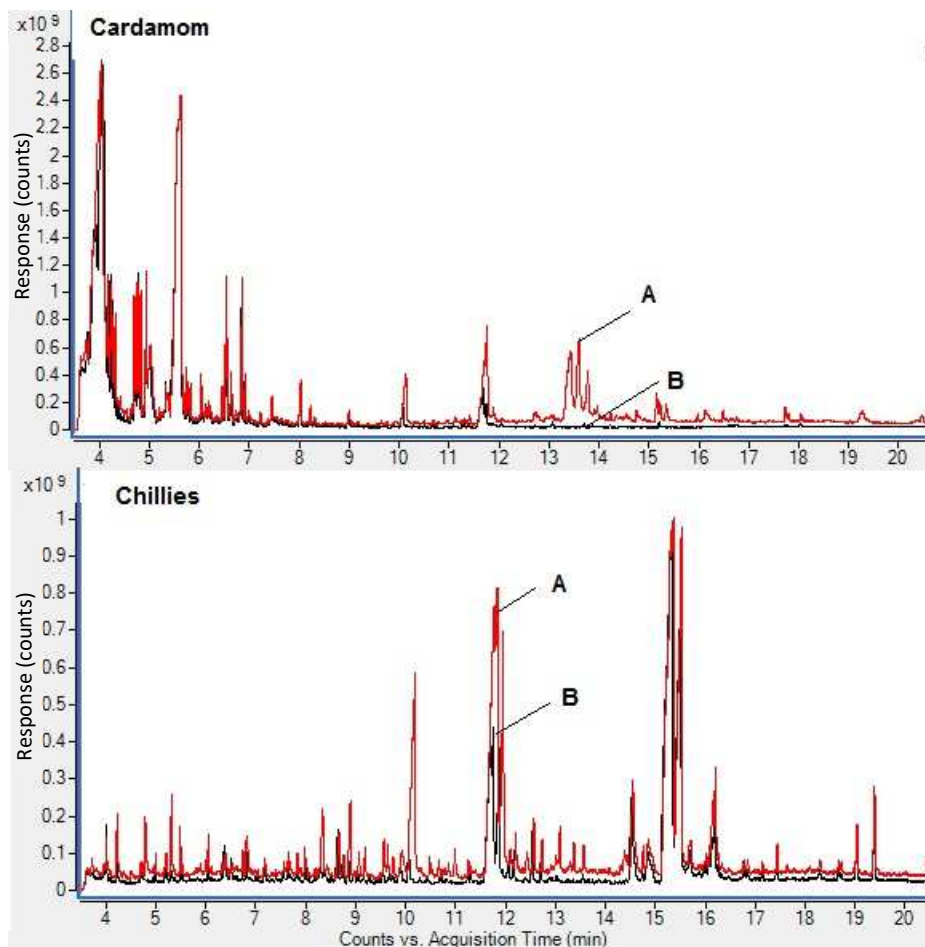 x10 9
Cardamom
2.8
2.6
2.4
2.2
2
1.8
1.6
1.4
1.2
1
0.8
0.6
0.4
0.2
0
Response (counts)
A
B
4 5 6 7 8 9 10 11 12 13 14 15 16 17 18 19 20
x10 9
Chillies
1
0.9
0.8
0.7
0.6
0.5
0.4
0.3
0.2
0.1
0
Response (counts)
A
B
4 5 6 7 8 9 10 11 12 13 14 15 16 17 18 19 20
Counts vs. Acquisition Time (min)